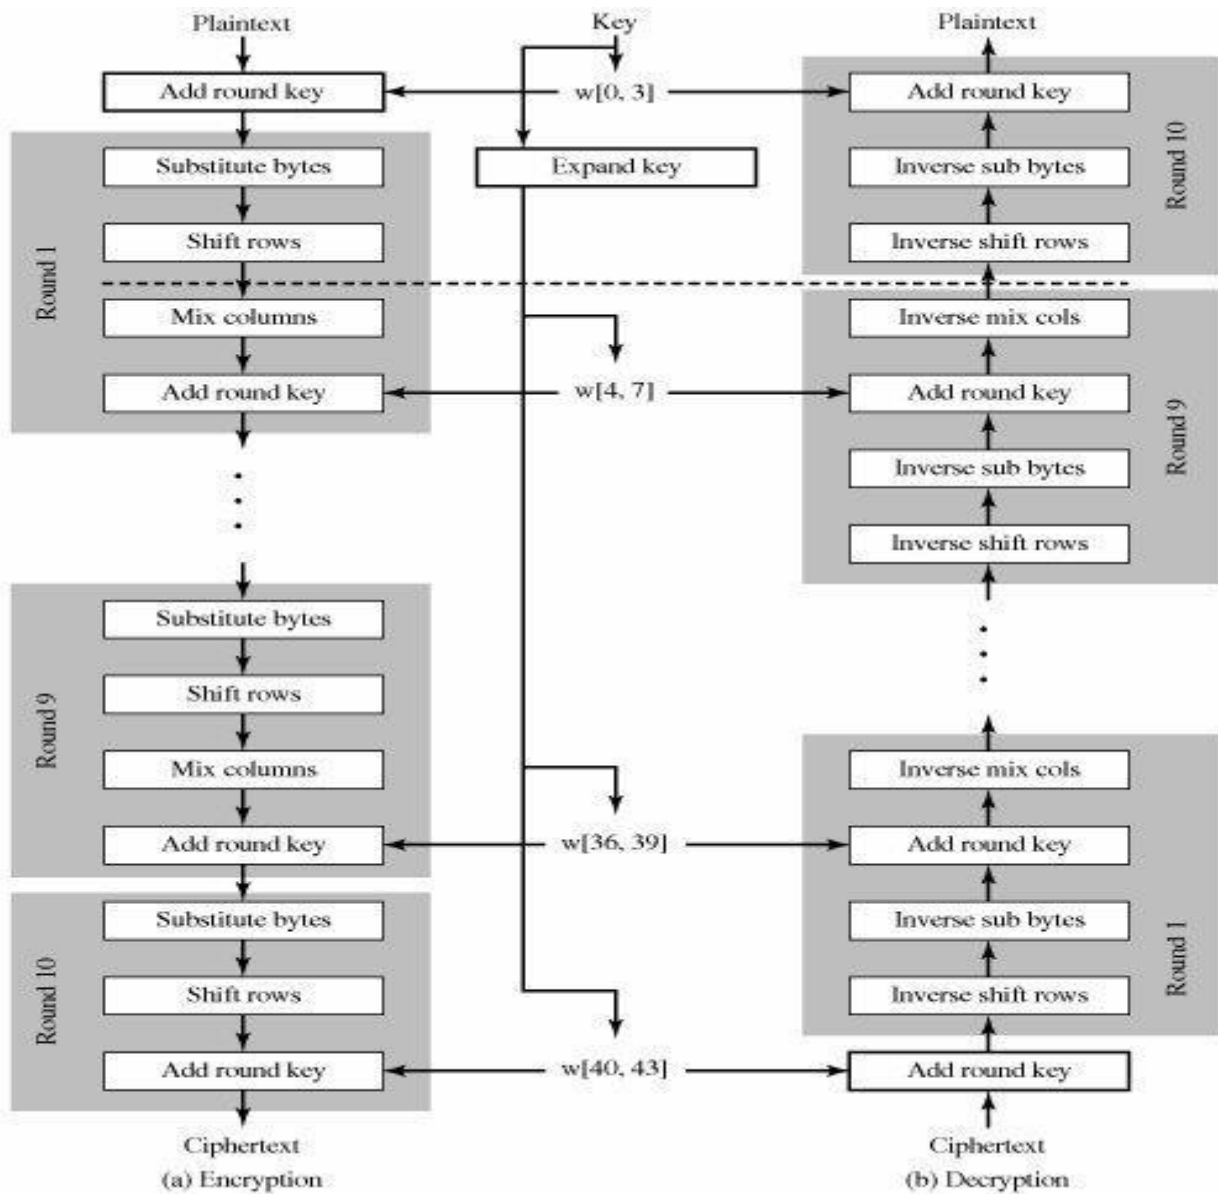 Plaintext
Key
Plaintext
Add round key
w[0, 3]
Add round key
Substitute bytes
Expand key
Inverse sub bytes
Round 10
Shift rows
Inverse shift rows
Round 1
Mix columns
Inverse mix cols
Add round key
w[4, 7]
Add round key
Round 9
Inverse sub bytes
Inverse shift rows
Substitute bytes
Shift rows
Round 9
Mix columns
Inverse mix cols
Add round key
w[36, 39]
Add round key
Substitute bytes
Inverse sub bytes
Round 1
Round 10
Shift rows
Inverse shift rows
Add round key
w[40, 43]
Add round key
Ciphertext
Ciphertext
(a) Encryption
(b) Decryption